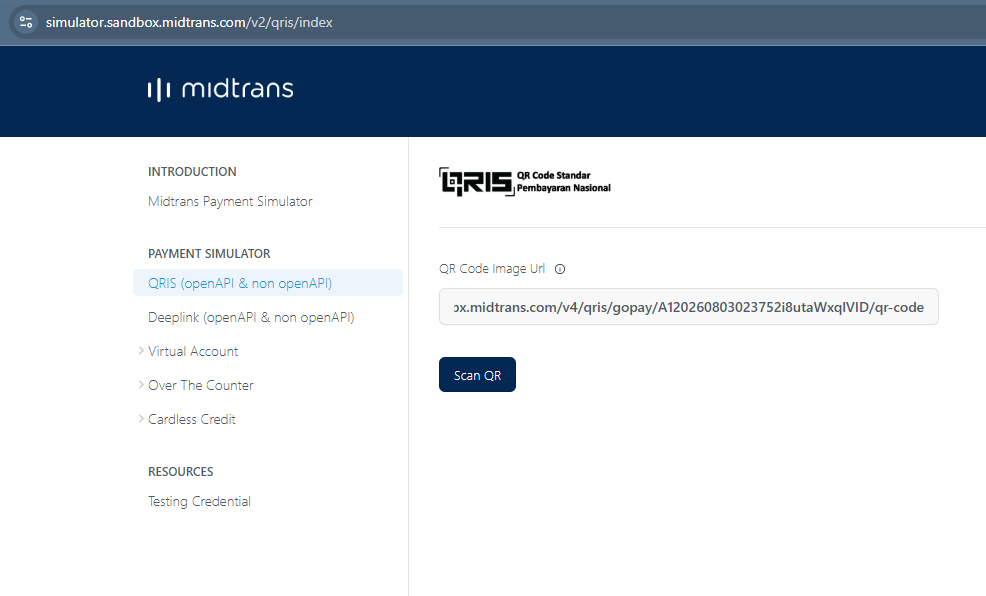 simulator.sandbox.midtrans.com/v2/qris/index
midtrans
INTRODUCTION
Midtrans Payment Simulator
PAYMENT SIMULATOR
QRIS (openAPI & non openAPI)
Deeplink (openAPI & non openAPI)
Virtual Account
Over The Counter
Cardless Credit
RESOURCES
Testing Credential
QRIS QR Code Standar
Pembayaran Nasional
QR Code Image Url
ox.midtrans.com/v4/qris/gopay/A120260803023752i8utaWxqIVID/qr-code
Scan QR